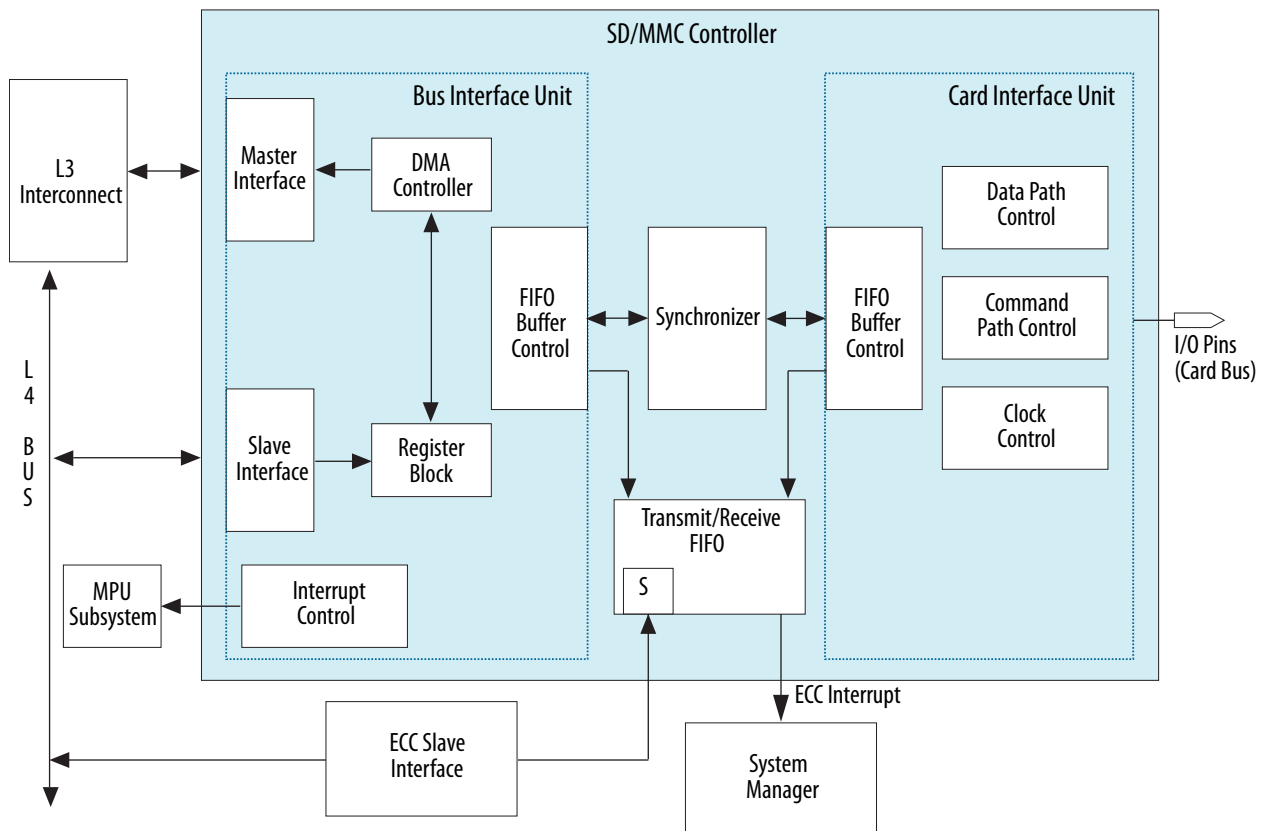 SD/MMC Controller
Bus Interface Unit
Card Interface Unit
L3
Interconnect
Master
Interface
DMA
Controller
Data Path
Control
FIFO
Buffer
Control
Synchronizer
FIFO
Buffer
Control
Command
Path Control
I/O Pins
(Card Bus)
L
4
B
U
S
Slave
Interface
Register
Block
Clock
Control
Transmit/Receive
FIFO
S
MPU
Subsystem
Interrupt
Control
ECC Interrupt
ECC Slave
Interface
System
Manager